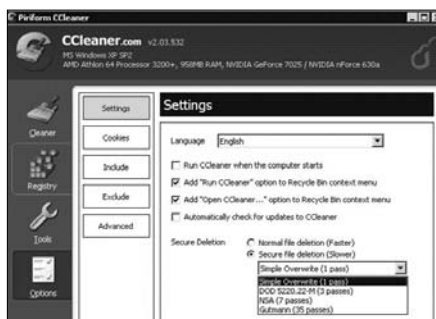 Piriform CCleaner
CCleaner.com v2.03.532
MS Windows XP SP2
AMD Athlon 64 Processor 3200+, 958MB RAM, NVIDIA GeForce 7025 / NVIDIA nForce 630a
Cleaner
Registry
Tools
Options
Settings
Cookies
Include
Exclude
Advanced
Settings
Language English
Run CCleaner when the computer starts
Add "Run CCleaner" option to Recycle Bin context menu
Add "Open CCleaner..." option to Recycle Bin context menu
Automatically check for updates to CCleaner
Secure Deletion Normal file deletion (Faster)
Secure file deletion (Slower)
Simple Overwrite (1 pass)
Simple Overwrite (1 pass)
DOD 5220.22-M (3 passes)
NSA (7 passes)
Gutmann (35 passes)